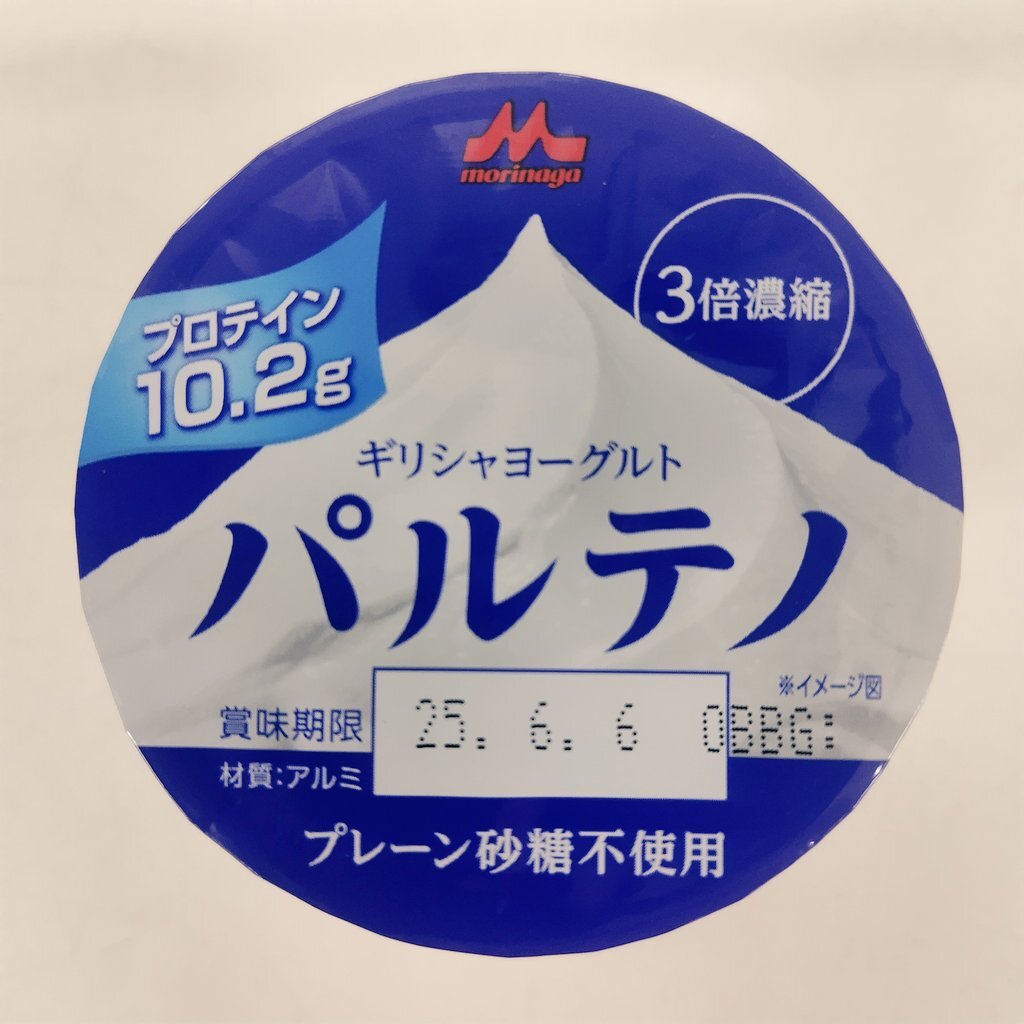 morinaga
3倍濃縮
プロテイン
10.2g
ギリシャヨーグルト
パルテノ
※イメージ図
賞味期限 25. 6. 6 OBBG:
材質:アルミ
プレーン砂糖不使用